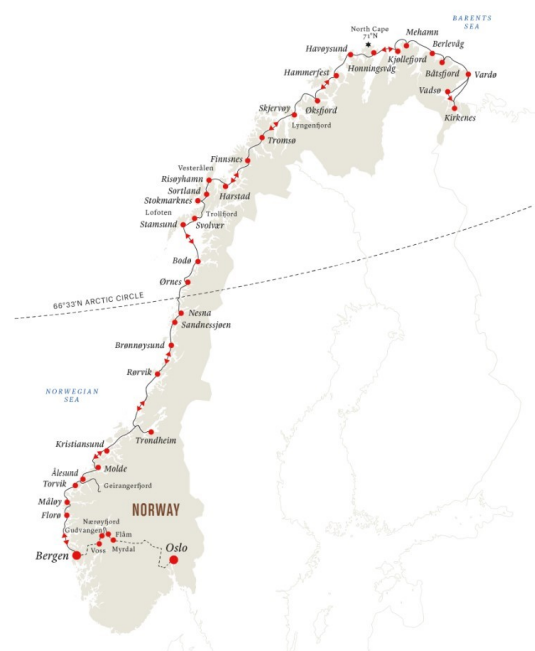 BARENTS
SEA
North Cape
71°N
Mehamn
Berlevåg
Havøysund
Kjøllefjord
Honningsvåg
Hammerfest
Båtsfjord
Vardø
Vadsø
Kirkenes
Øksfjord
Skjervøy
Lyngenfjord
Tromsø
Finnsnes
Vesterålen
Risøyhamn
Harstad
Sortland
Stokmarknes
Lofoten
Trollfjord
Stamsund
Svolvær
Bodø
Ørnes
66°33'N ARCTIC CIRCLE
Nesna
Sandnessjøen
Brønnøysund
Rørvik
NORWEGIAN
SEA
Kristiansund
Trondheim
Molde
Ålesund
Torvik
Geirangerfjord
Måløy
Florø
NORWAY
Nærøyfjord
Gudvangen
Flåm
Bergen
Voss
Myrdal
Oslo